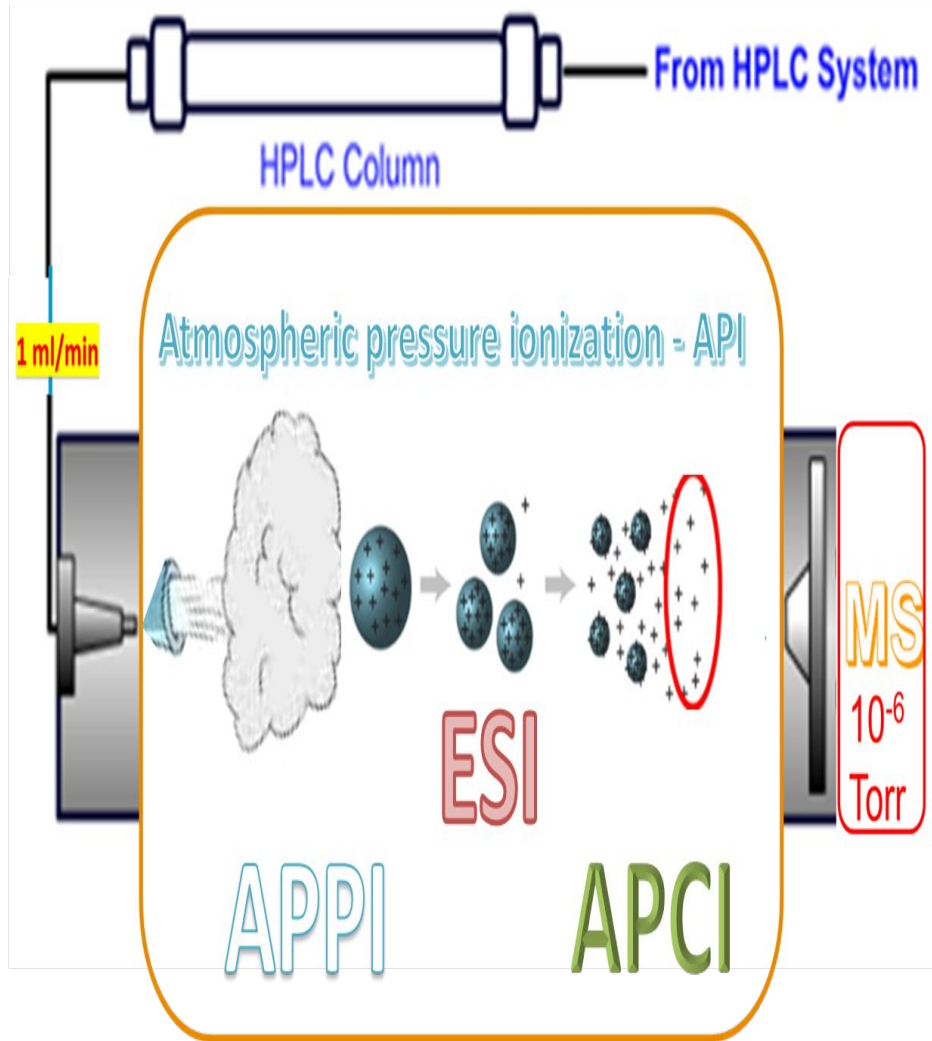 From HPLC System
HPLC Column
1 ml/min
Atmospheric pressure ionization - API
MS
10⁻⁶
Torr
ESI
APPI
APCI